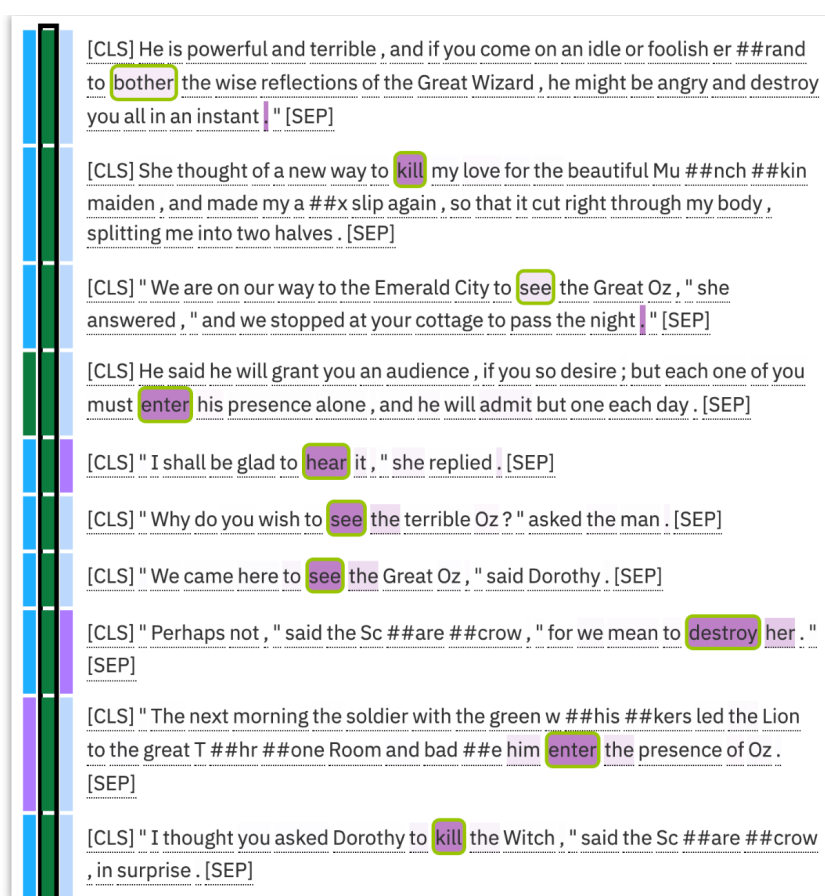 [CLS] He is powerful and terrible , and if you come on an idle or foolish er ##rand
to bother the wise reflections of the Great Wizard , he might be angry and destroy
you all in an instant . " [SEP]
[CLS] She thought of a new way to kill my love for the beautiful Mu ##nch ##kin
maiden , and made my a ##x slip again , so that it cut right through my body ,
splitting me into two halves . [SEP]
[CLS] " We are on our way to the Emerald City to see the Great Oz , " she
answered , " and we stopped at your cottage to pass the night . " [SEP]
[CLS] He said he will grant you an audience , if you so desire ; but each one of you
must enter his presence alone , and he will admit but one each day . [SEP]
[CLS] " I shall be glad to hear it , " she replied . [SEP]
[CLS] " Why do you wish to see the terrible Oz ? " asked the man . [SEP]
[CLS] " We came here to see the Great Oz , " said Dorothy . [SEP]
[CLS] " Perhaps not , " said the Sc ##are ##crow , " for we mean to destroy her . "
[SEP]
[CLS] " The next morning the soldier with the green w ##his ##kers led the Lion
to the great T ##hr ##one Room and bad ##e him enter the presence of Oz .
[SEP]
[CLS] " I thought you asked Dorothy to kill the Witch , " said the Sc ##are ##crow
, in surprise . [SEP]